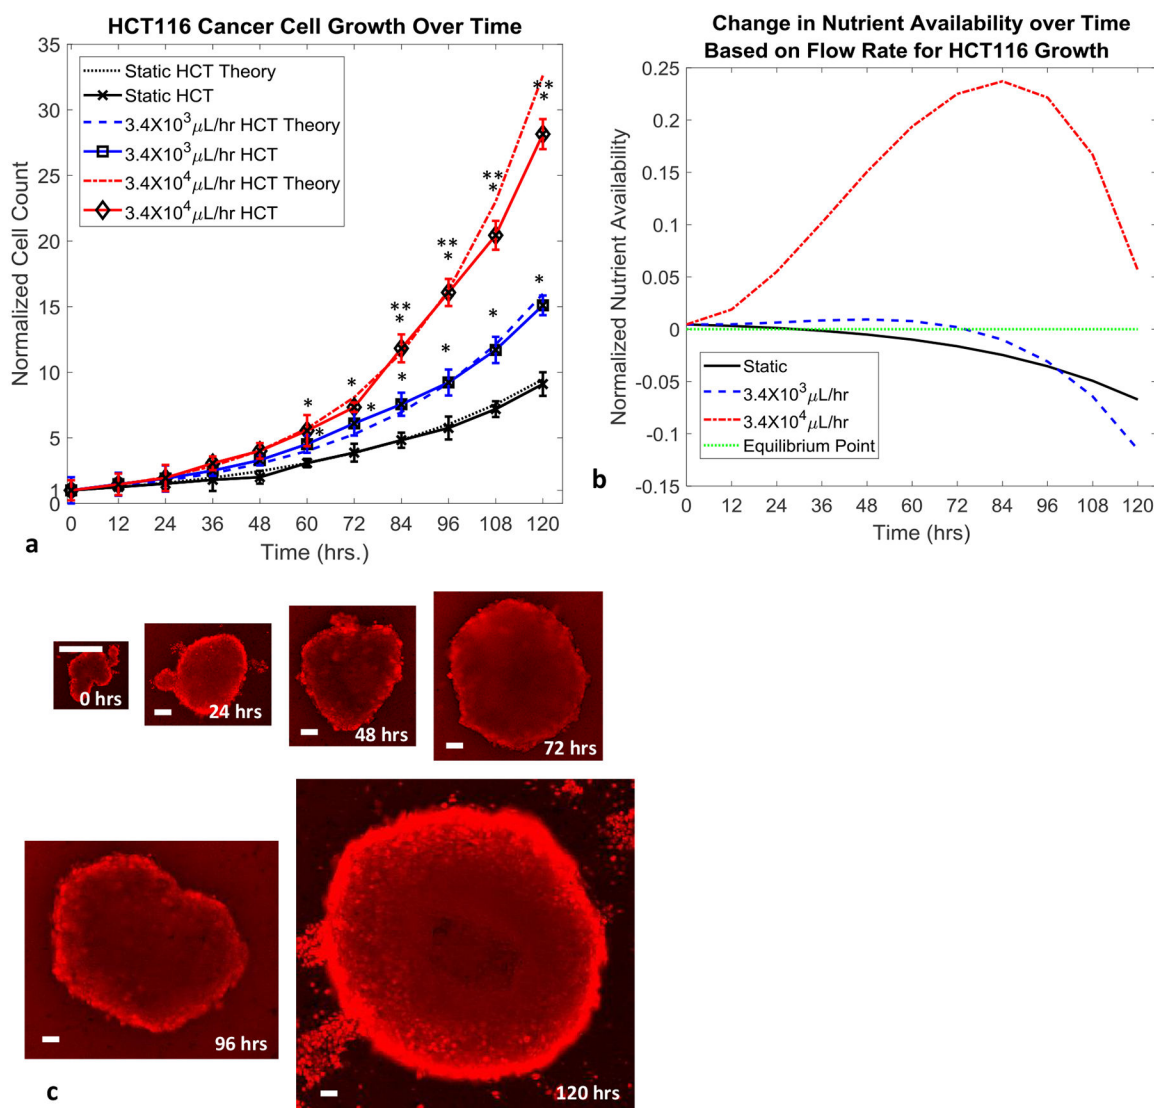 HCT116 Cancer Cell Growth Over Time
35
30
25
20
15
10
5
0
Normalized Cell Count
Static HCT Theory
Static HCT
3.4X10³μL/hr HCT Theory
3.4X10³μL/hr HCT
3.4X10⁴μL/hr HCT Theory
3.4X10⁴μL/hr HCT
* * * * * * * ** * ** * ** * * ** *
0 12 24 36 48 60 72 84 96 108 120
Time (hrs.)
a
Change in Nutrient Availability over Time
Based on Flow Rate for HCT116 Growth
0.25
0.2
0.15
0.1
0.05
0
-0.05
-0.1
-0.15
Normalized Nutrient Availability
Static
3.4X10³μL/hr
3.4X10⁴μL/hr
Equilibrium Point
0 12 24 36 48 60 72 84 96 108 120
Time (hrs)
b
0 hrs
24 hrs
48 hrs
72 hrs
96 hrs
120 hrs
c